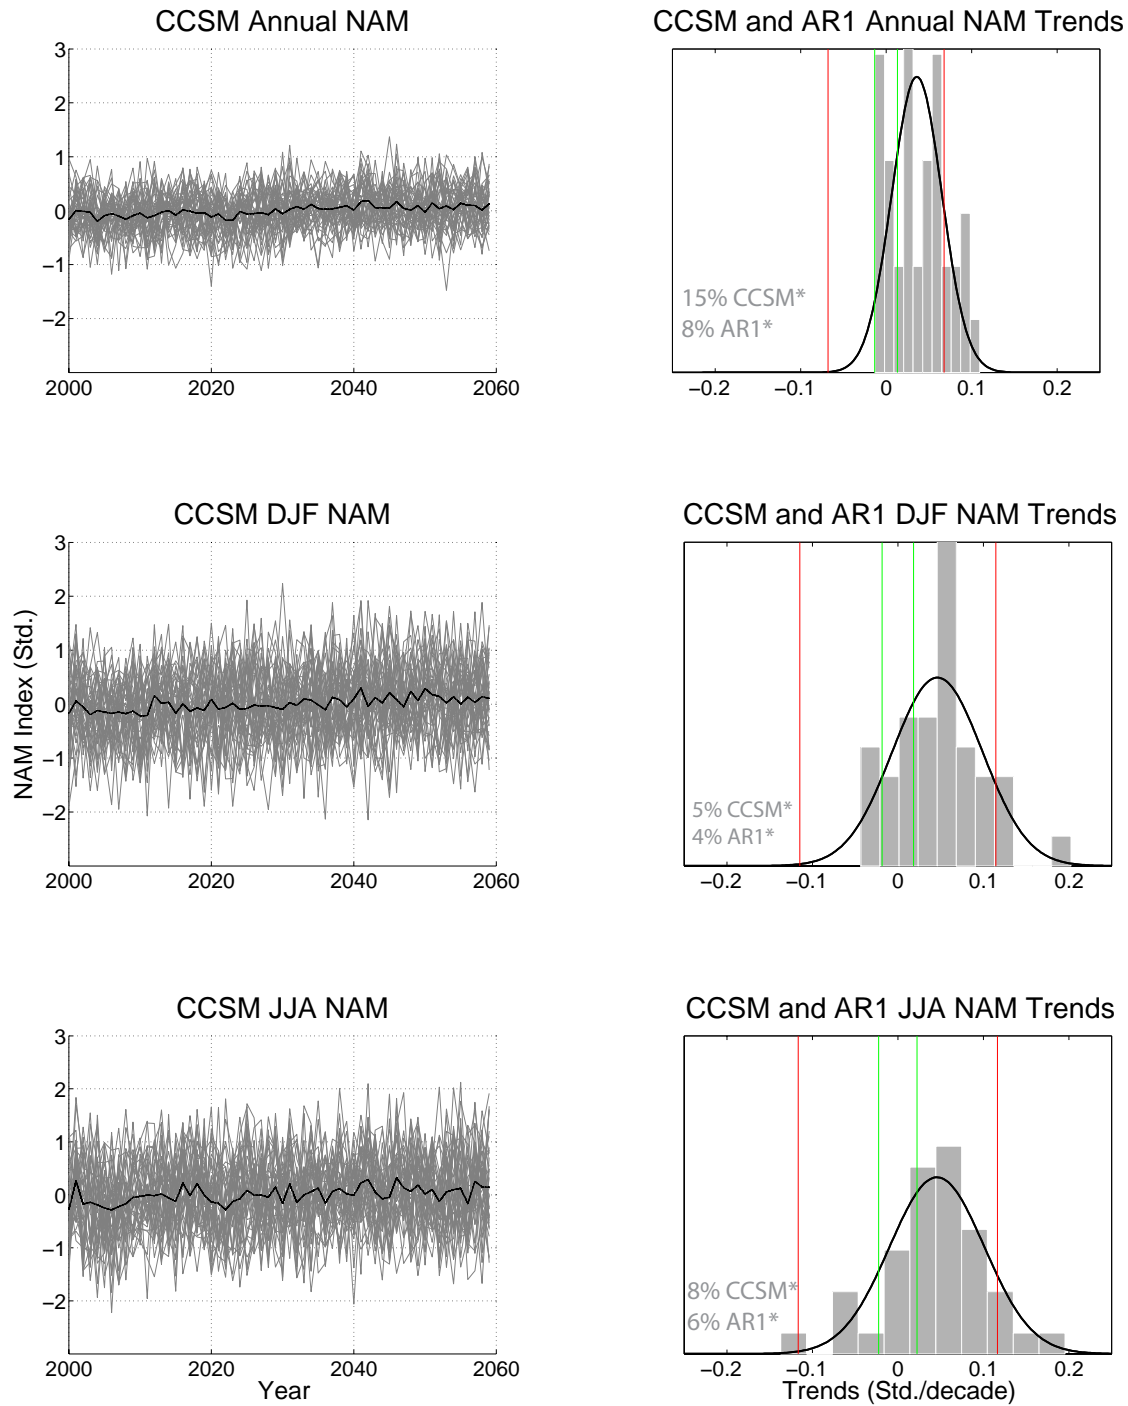 CCSM Annual NAM
3
2
1
0
−1
−2
2000 2020 2040 2060
CCSM and AR1 Annual NAM Trends
15% CCSM*
8% AR1*
−0.2 −0.1 0 0.1 0.2
CCSM DJF NAM
NAM Index (Std.)
3
2
1
0
−1
−2
2000 2020 2040 2060
CCSM and AR1 DJF NAM Trends
5% CCSM*
4% AR1*
−0.2 −0.1 0 0.1 0.2
CCSM JJA NAM
3
2
1
0
−1
−2
2000 2020 2040 2060
Year
CCSM and AR1 JJA NAM Trends
8% CCSM*
6% AR1*
−0.2 −0.1 0 0.1 0.2
Trends (Std./decade)